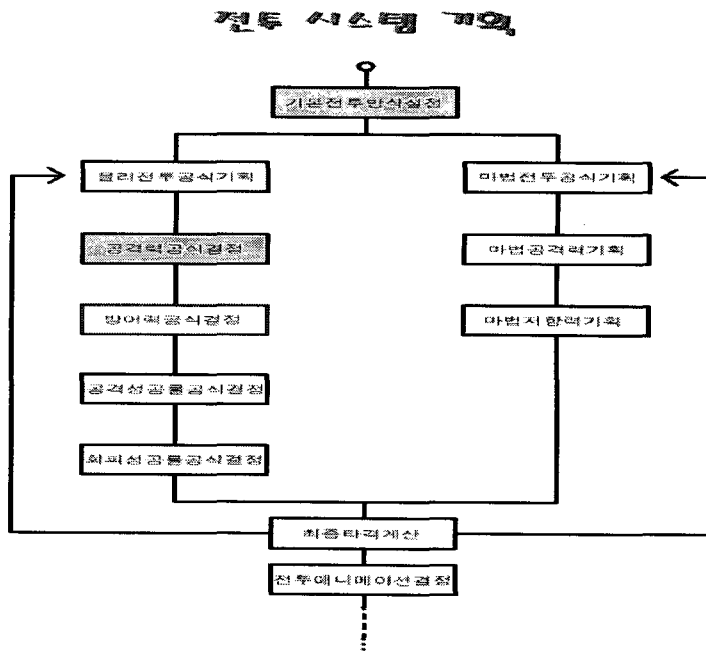 전투 시스템 기획
기본전투방식설정
물리전투공식기획
마법전투공식기획
공격력공식결정
마법공격력기획
방어력공식결정
마법저항력기획
공격성공률공식결정
회피성공률공식결정
최종타격계산
전투애니메이션결정